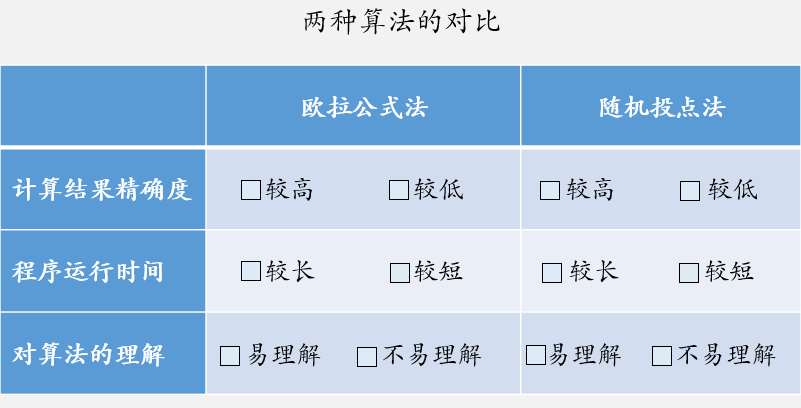 两种算法的对比
欧拉公式法 随机投点法
计算结果精确度 □较高 □较低 □较高 □较低
程序运行时间 □较长 □较短 □较长 □较短
对算法的理解 □易理解 □不易理解 □易理解 □不易理解